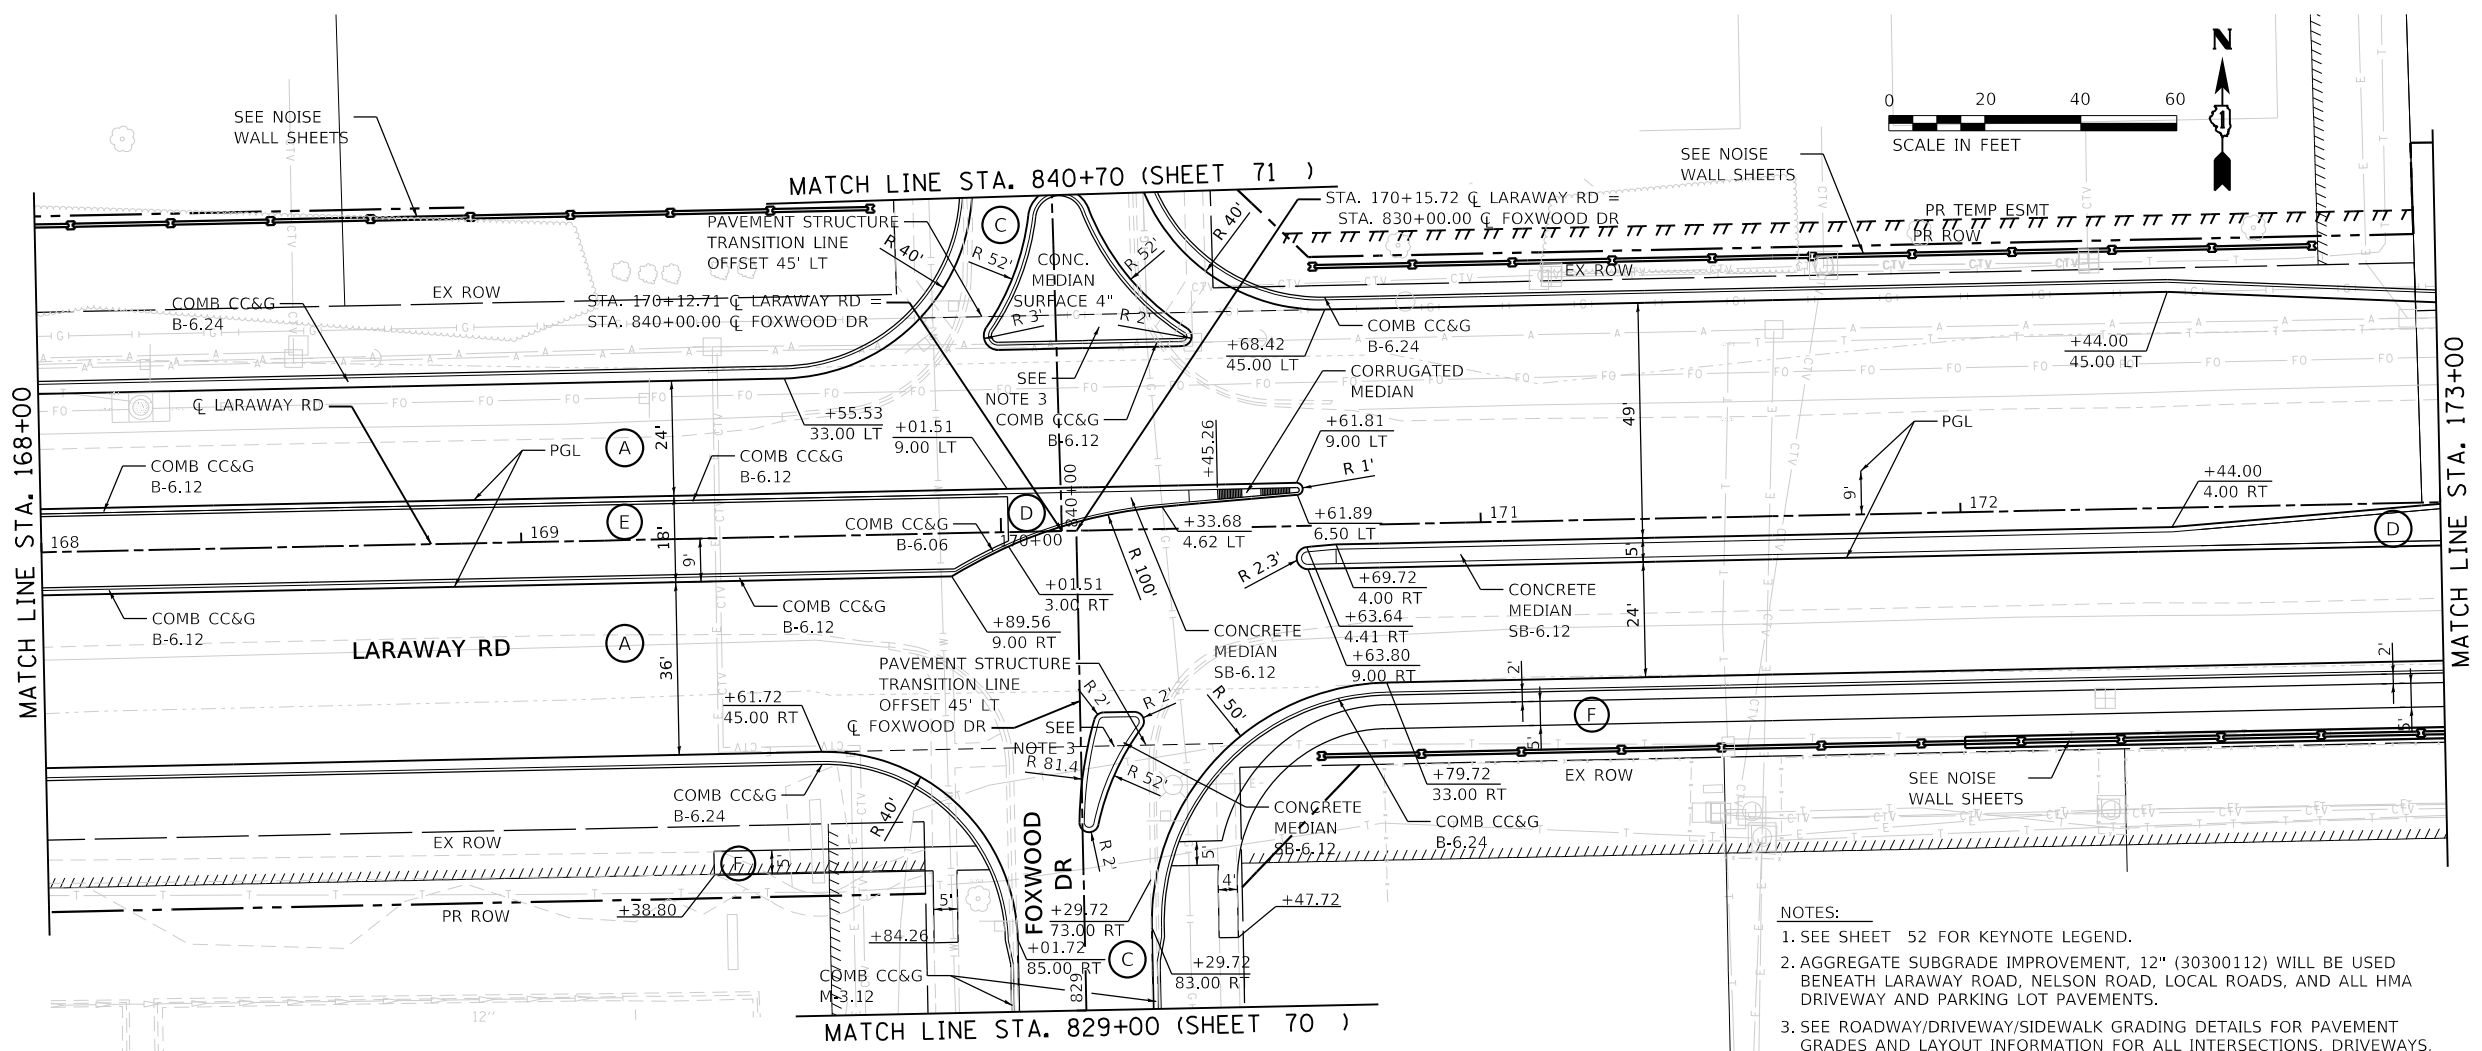 N
1
0 20 40 60
SCALE IN FEET
SEE NOISE
WALL SHEETS
SEE NOISE
WALL SHEETS
MATCH LINE STA. 840+70 (SHEET 71 )
PR TEMP ESMT
PR ROW
EX ROW
STA. 170+15.72 ℄ LARAWAY RD =
STA. 830+00.00 ℄ FOXWOOD DR
PAVEMENT STRUCTURE
TRANSITION LINE
OFFSET 45' LT
C
R 40'
R 52'
CONC.
MEDIAN
SURFACE 4"
R 52'
R 40'
R 3'
R 2'
STA. 170+12.71 ℄ LARAWAY RD =
STA. 840+00.00 ℄ FOXWOOD DR
EX ROW
COMB CC&G
B-6.24
COMB CC&G
B-6.24
+68.42
45.00 LT
+44.00
45.00 LT
CORRUGATED
MEDIAN
SEE
NOTE 3
COMB CC&G
B-6.12
℄ LARAWAY RD
+55.53
33.00 LT
+01.51
9.00 LT
+45.26
+61.81
9.00 LT
R 1'
49'
PGL
24'
A
PGL
COMB CC&G
B-6.12
COMB CC&G
B-6.12
MATCH LINE STA. 168+00
MATCH LINE STA. 173+00
9'
+44.00
4.00 RT
168
169
E
18'
9'
D
170+00
840+00
171
172
D
COMB CC&G
B-6.06
+33.68
4.62 LT
+61.89
6.50 LT
R 100'
R 2.3'
5'
+69.72
4.00 RT
+63.64
4.41 RT
+63.80
9.00 RT
CONCRETE
MEDIAN
SB-6.12
24'
+01.51
3.00 RT
+89.56
9.00 RT
COMB CC&G
B-6.12
COMB CC&G
B-6.12
LARAWAY RD
A
36'
CONCRETE
MEDIAN
SB-6.12
PAVEMENT STRUCTURE
TRANSITION LINE
OFFSET 45' LT
℄ FOXWOOD DR
SEE
NOTE 3
R 2'
R 2'
R 50'
R 81.4
R 52'
R 2'
+61.72
45.00 RT
2'
5'
F
2'
5'
COMB CC&G
B-6.24
R 40'
+79.72
33.00 RT
EX ROW
SEE NOISE
WALL SHEETS
CONCRETE
MEDIAN
SB-6.12
COMB CC&G
B-6.24
EX ROW
F
5'
5'
4'
5'
PR ROW
+38.80
+84.26
FOXWOOD
DR
+29.72
73.00 RT
+01.72
85.00 RT
C
+47.72
+29.72
83.00 RT
COMB CC&G
M-3.12
829
12"
MATCH LINE STA. 829+00 (SHEET 70 )
NOTES:
1. SEE SHEET 52 FOR KEYNOTE LEGEND.
2. AGGREGATE SUBGRADE IMPROVEMENT, 12" (30300112) WILL BE USED
BENEATH LARAWAY ROAD, NELSON ROAD, LOCAL ROADS, AND ALL HMA
DRIVEWAY AND PARKING LOT PAVEMENTS.
3. SEE ROADWAY/DRIVEWAY/SIDEWALK GRADING DETAILS FOR PAVEMENT
GRADES AND LAYOUT INFORMATION FOR ALL INTERSECTIONS, DRIVEWAYS,